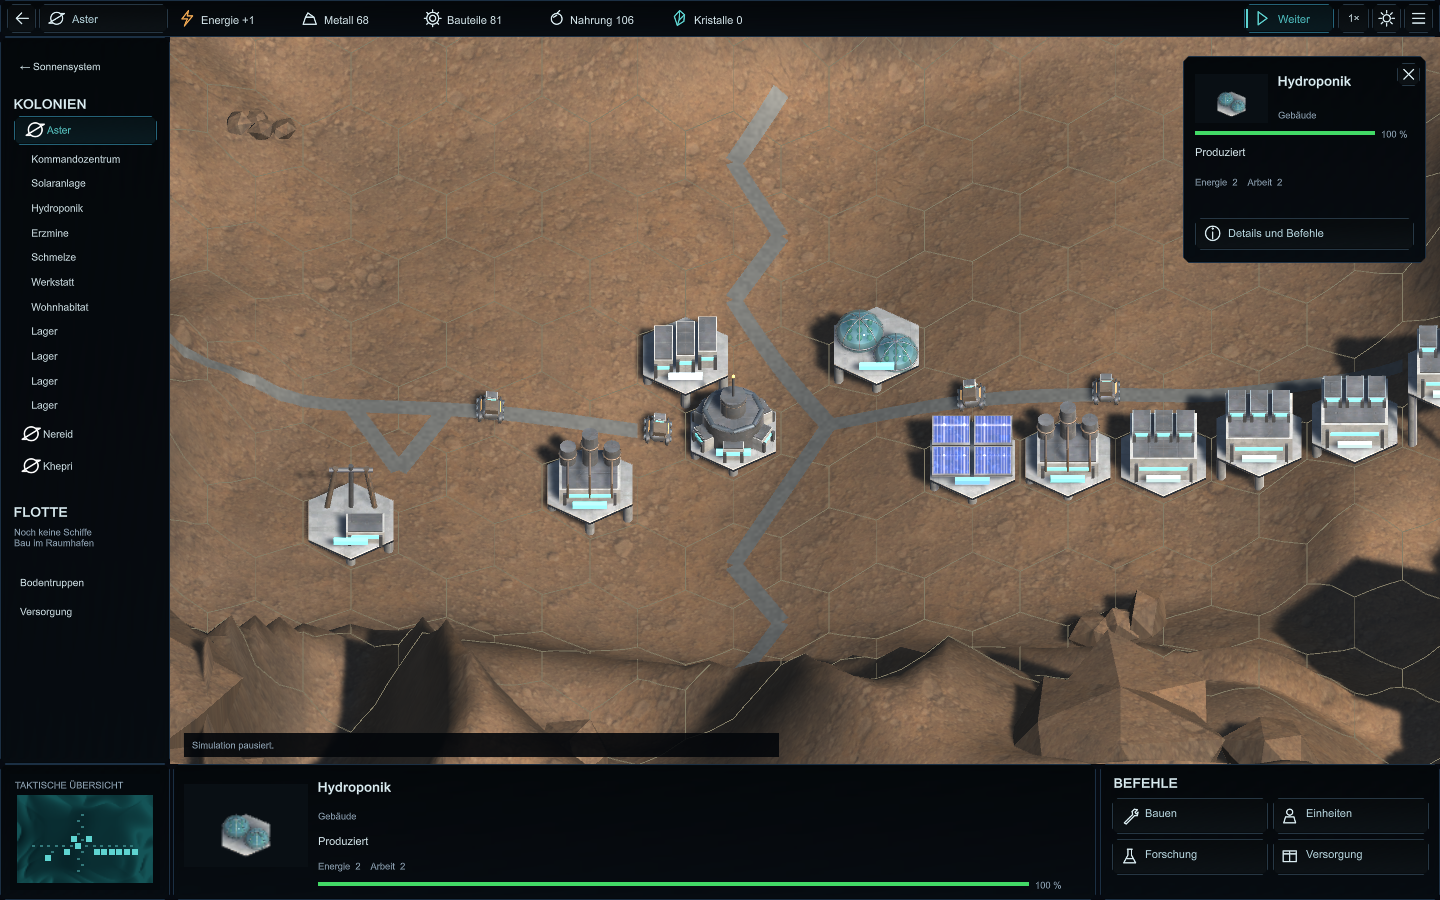 Aster
Energie +1
Metall 68
Bauteile 81
Nahrung 106
Kristalle 0
Weiter
1×
← Sonnensystem
KOLONIEN
Aster
Kommandozentrum
Solaranlage
Hydroponik
Erzmine
Schmelze
Werkstatt
Wohnhabitat
Lager
Lager
Lager
Lager
Nereid
Khepri
FLOTTE
Noch keine Schiffe
Bau im Raumhafen
Bodentruppen
Versorgung
Hydroponik
Gebäude
100 %
Produziert
Energie 2 Arbeit 2
Details und Befehle
Simulation pausiert.
TAKTISCHE ÜBERSICHT
Hydroponik
Gebäude
Produziert
Energie 2 Arbeit 2
100 %
BEFEHLE
Bauen
Einheiten
Forschung
Versorgung